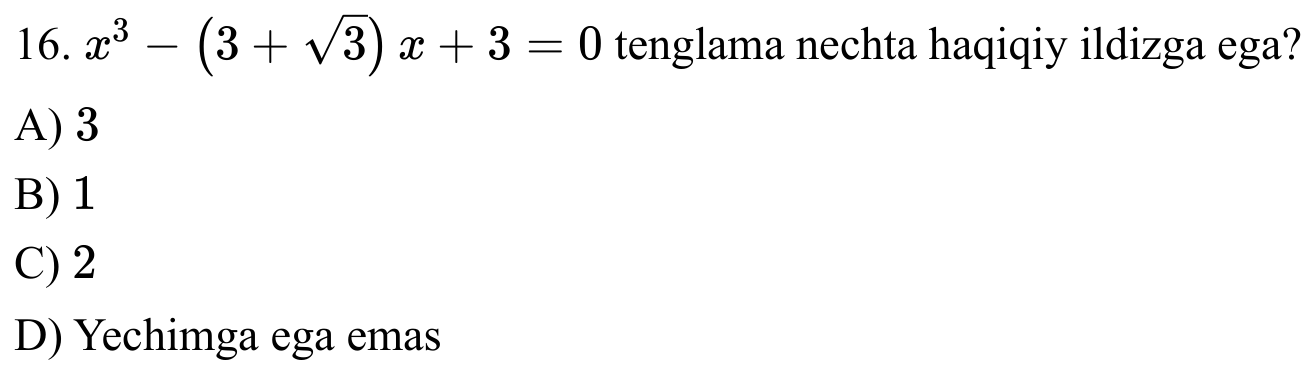 16. x³ − (3 + √3) x + 3 = 0 tenglama nechta haqiqiy ildizga ega?
A) 3
B) 1
C) 2
D) Yechimga ega emas